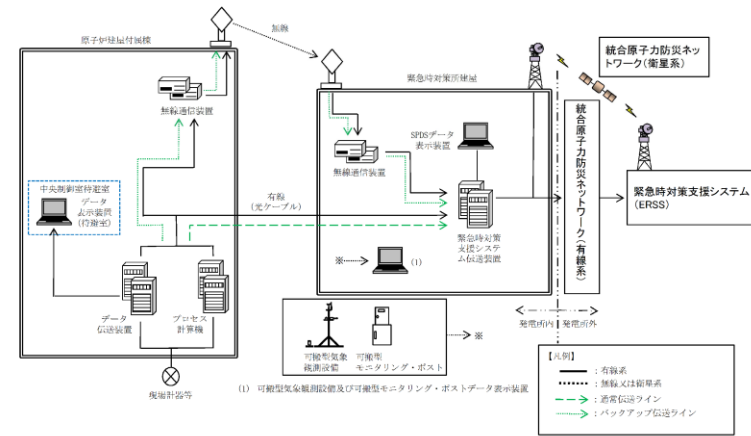 無線
原子炉建屋付属棟
無線通信装置
中央制御室待避室
データ
表示装置
(待避室)
データ
伝送装置
プロセス
計算機
現場計器等
有線
(光ケーブル)
緊急時対策所建屋
無線通信装置
SPDSデータ
表示装置
緊急時対策
支援システ
ム伝送装置
※
(1)
可搬型気象
観測設備
可搬型
モニタリング・ポスト
※
(1) 可搬型気象観測設備及び可搬型モニタリング・ポストデータ表示装置
統合原子力防災ネッ
トワーク(衛星系)
統合原子力防災ネットワーク(有線系)
緊急時対策支援システム
(ERSS)
発電所内
発電所外
【凡例】
:有線系
:無線又は衛星系
:通常伝送ライン
:バックアップ伝送ライン